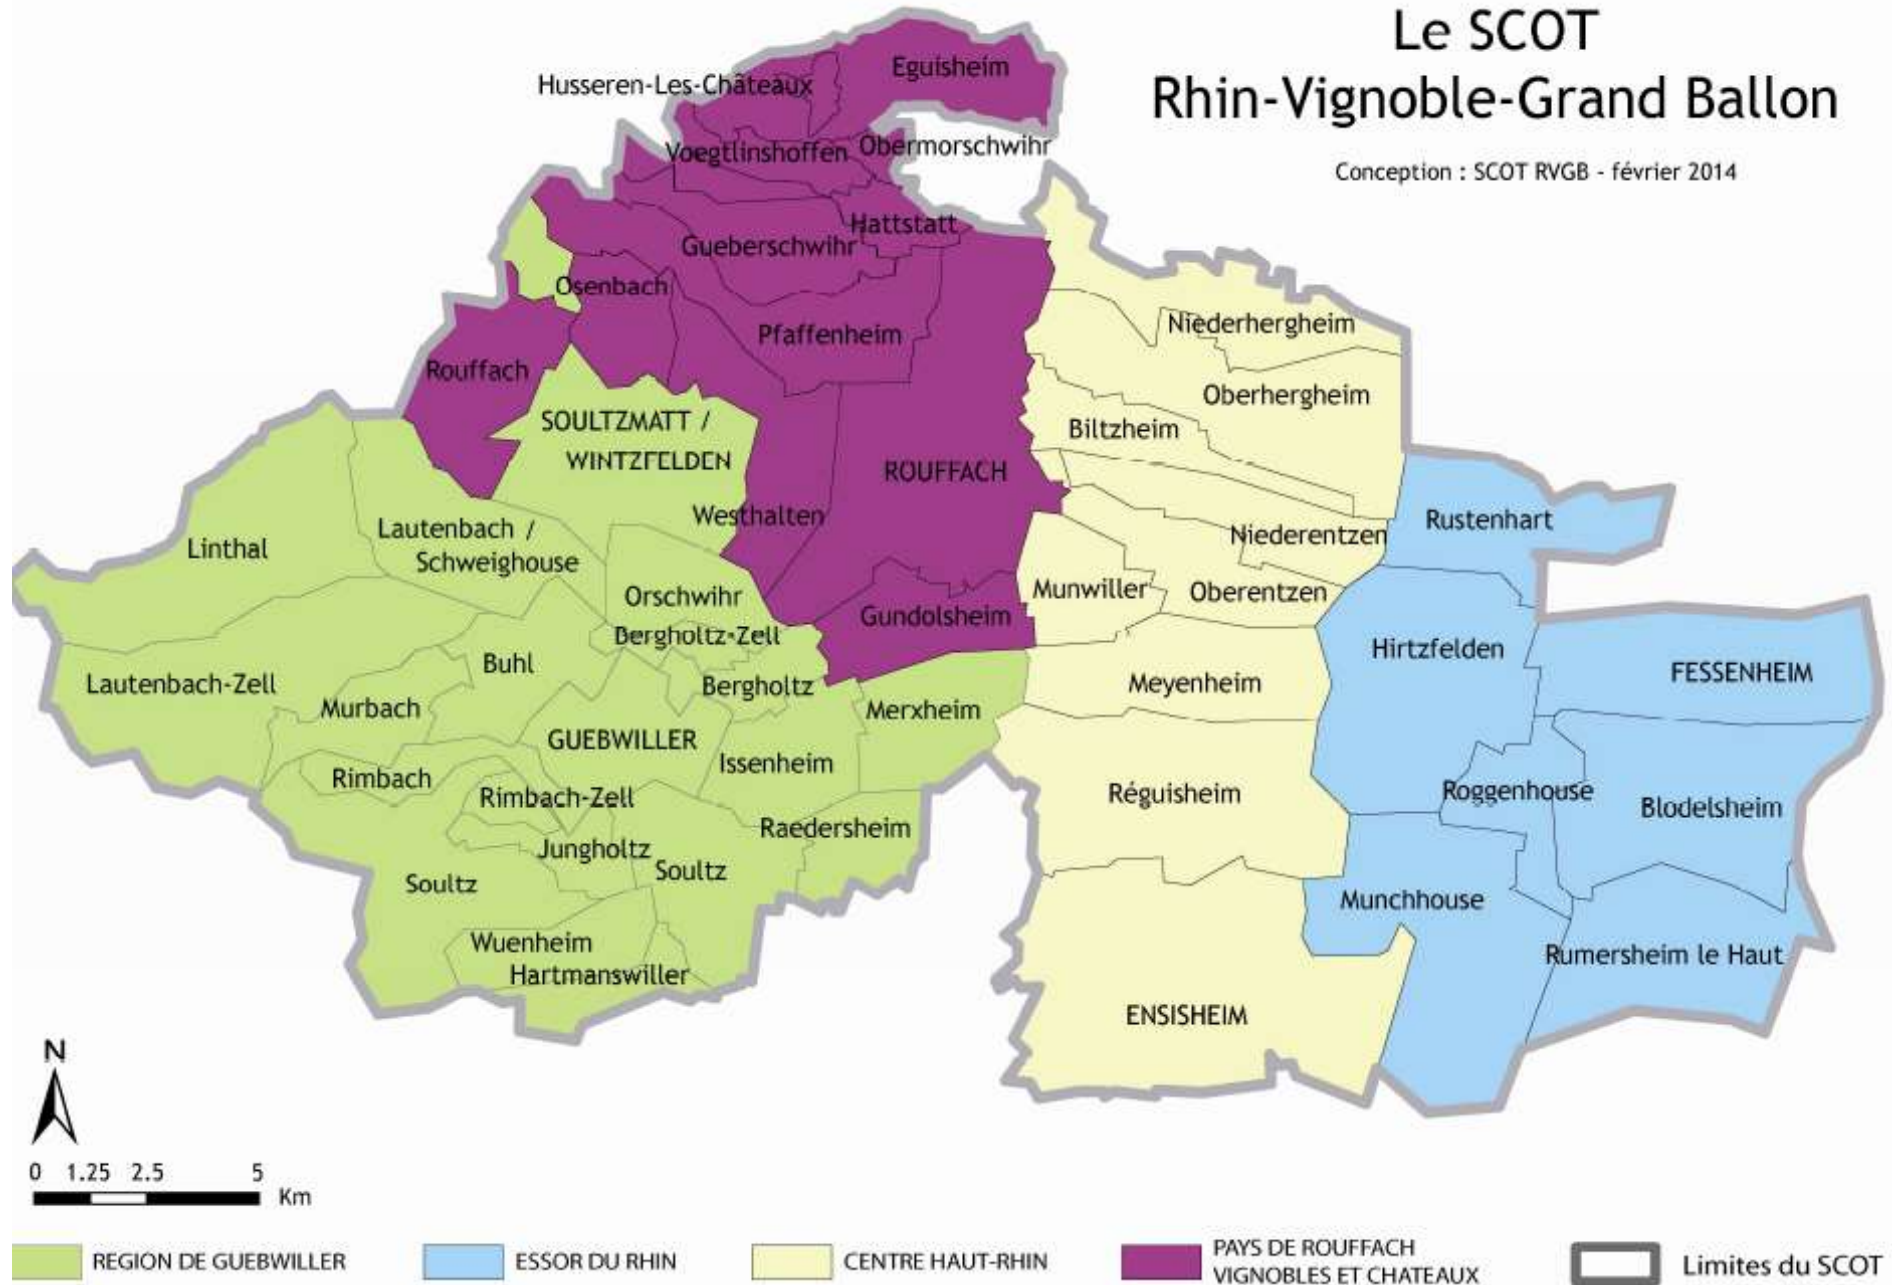 Le SCOT
Rhin-Vignoble-Grand Ballon
Conception : SCOT RVGB - février 2014
Eguisheim
Husseren-Les-Châteaux
Voegtlinshoffen
Obermorschwihr
Hattstatt
Gueberschwihr
Osenbach
Pfaffenheim
Rouffach
Niederhergheim
Oberhergheim
Biltzheim
SOULTZMATT /
WINTZFELDEN
ROUFFACH
Westhalten
Rustenhart
Niederentzen
Lautenbach /
Schweighouse
Linthal
Orschwihr
Munwiller
Oberentzen
Gundolsheim
Bergholtz-Zell
Hirtzfelden
Buhl
FESSENHEIM
Lautenbach-Zell
Bergholtz
Meyenheim
Murbach
Merxheim
GUEBWILLER
Issenheim
Rimbach
Rimbach-Zell
Réguisheim
Roggenhouse
Blodelsheim
Raedersheim
Jungholtz
Soultz
Soultz
Munchhouse
Wuenheim
Hartmanswiller
Rumersheim le Haut
ENSISHEIM
N
0 1.25 2.5 5
Km
REGION DE GUEBWILLER
ESSOR DU RHIN
CENTRE HAUT-RHIN
PAYS DE ROUFFACH
VIGNOBLES ET CHATEAUX
Limites du SCOT